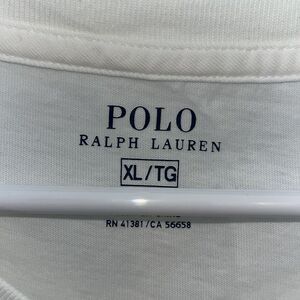 POLO
RALPH LAUREN
XL/TG
RN 41381/CA 56658